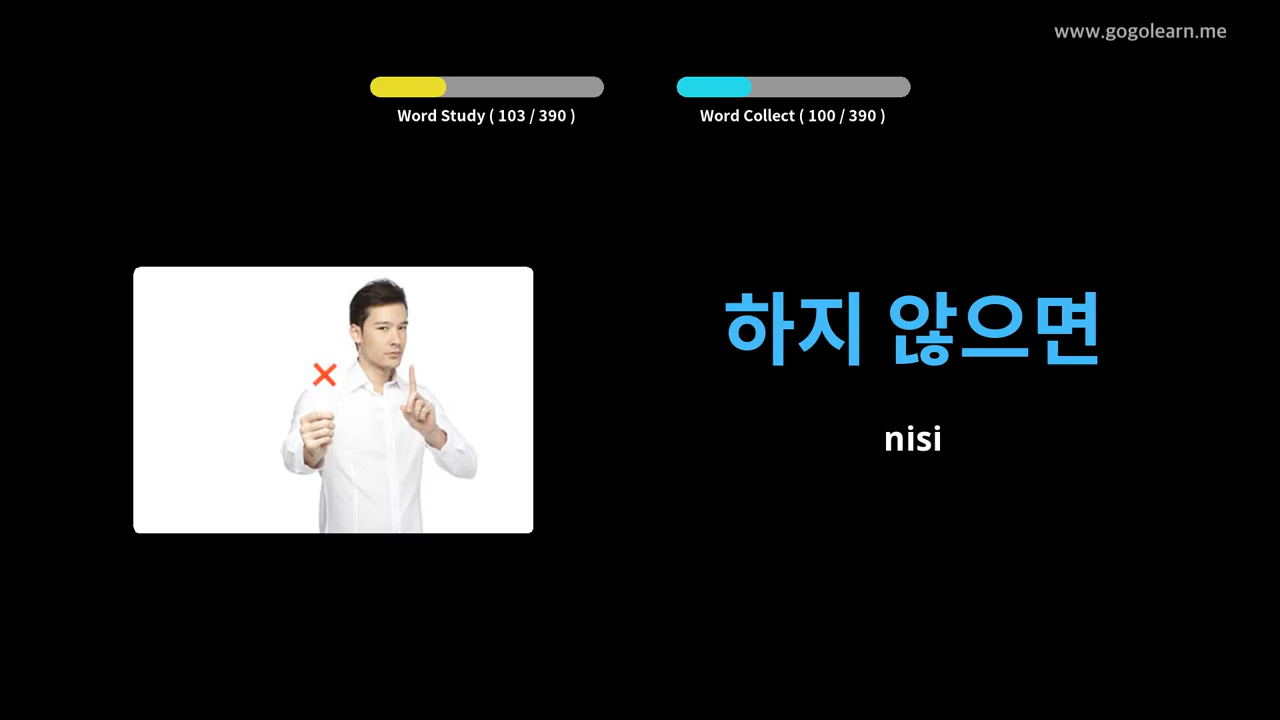 www.gogolearn.me
Word Study ( 103 / 390 )
Word Collect ( 100 / 390 )
하지 않으면
nisi